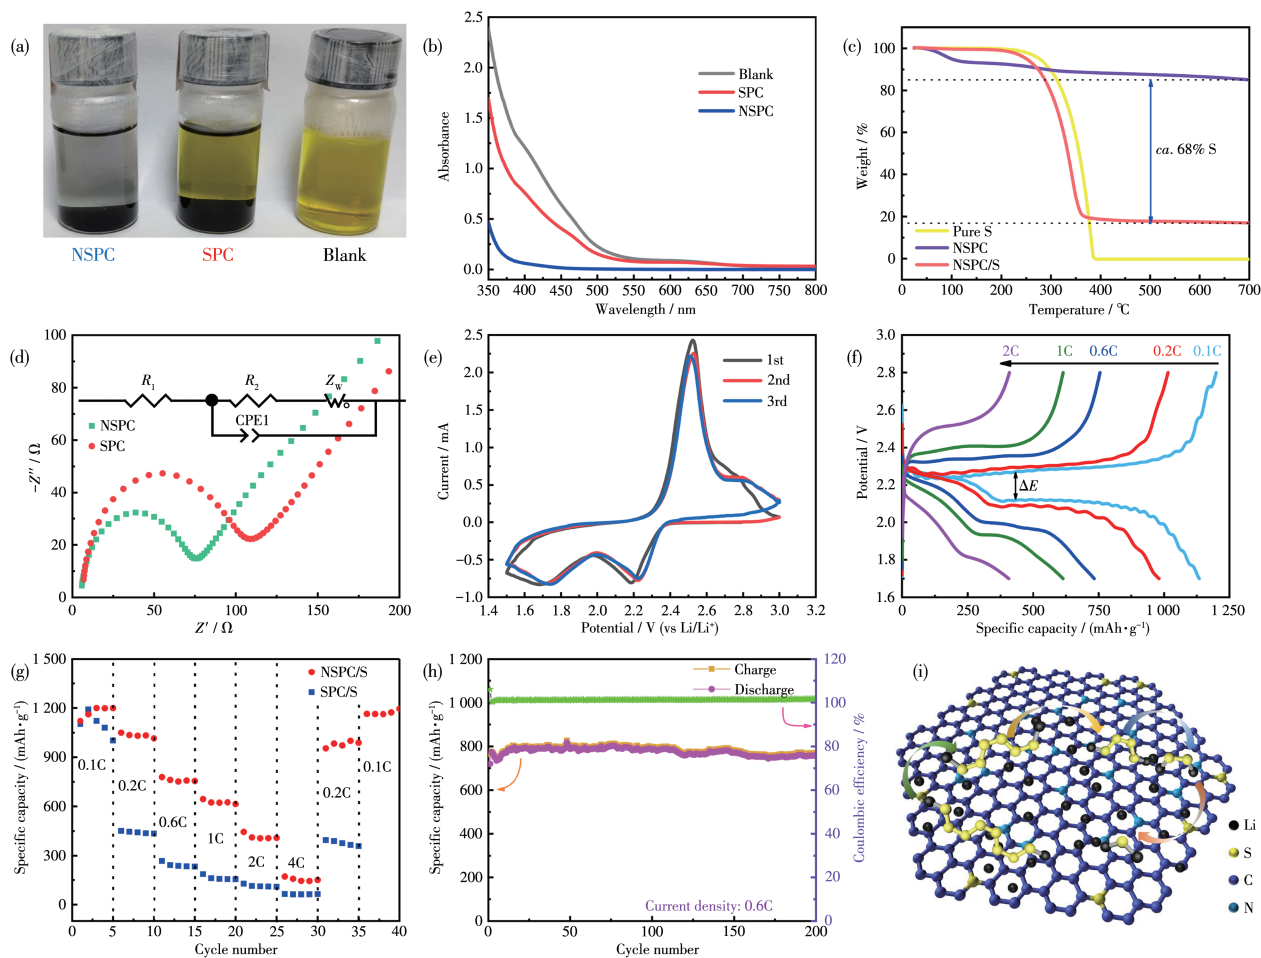 (a)
NSPC
SPC
Blank
(b)
2.5
2.0
1.5
1.0
0.5
0.0
Absorbance
Blank
SPC
NSPC
350 400 450 500 550 600 650 700 750 800
Wavelength / nm
(c)
100
80
60
40
20
0
Weight / %
ca. 68% S
Pure S
NSPC
NSPC/S
0 100 200 300 400 500 600 700
Temperature / ℃
(d)
100
80
60
40
20
0
−Z′′ / Ω
R1
R2
ZW
CPE1
NSPC
SPC
0 50 100 150 200
Z′ / Ω
(e)
2.5
2.0
1.5
1.0
0.5
0.0
−0.5
−1.0
Current / mA
1st
2nd
3rd
1.4 1.6 1.8 2.0 2.2 2.4 2.6 2.8 3.0 3.2
Potential / V (vs Li/Li+)
(f)
3.0
2.8
2.6
2.4
2.2
2.0
1.8
1.6
Potential / V
2C 1C 0.6C 0.2C 0.1C
ΔE
0 250 500 750 1 000 1 250
Specific capacity / (mAh·g−1)
(g)
1 500
1 200
900
600
300
0
Specific capacity / (mAh·g−1)
NSPC/S
SPC/S
0.1C
0.2C
0.6C
1C
2C
4C
0.2C
0.1C
0 5 10 15 20 25 30 35 40
Cycle number
(h)
1 200
1 000
800
600
400
200
0
Specific capacity / (mAh·g−1)
Charge
Discharge
Current density: 0.6C
120
100
80
60
40
20
0
Coulombic efficiency / %
0 50 100 150 200
Cycle number
(i)
Li
S
C
N